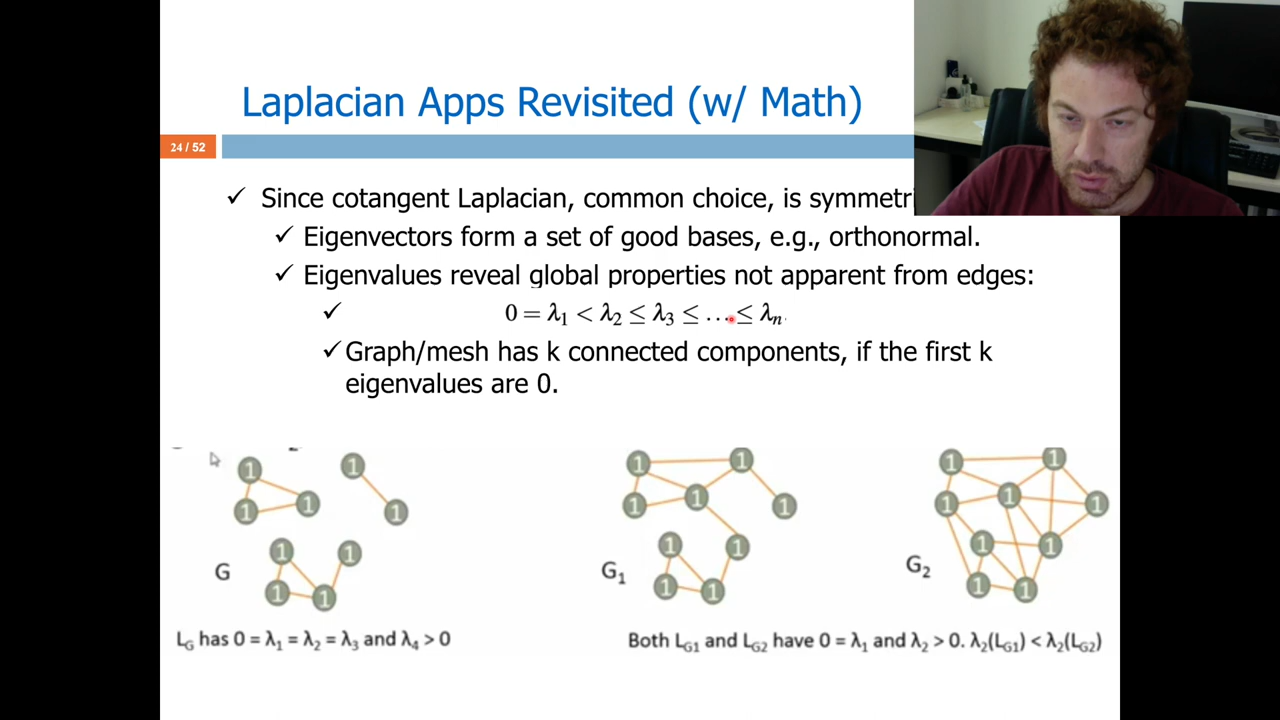 Laplacian Apps Revisited (w/ Math)
24 / 52
✓ Since cotangent Laplacian, common choice, is
✓ Eigenvectors form a set of good bases, e.g., orthonormal.
✓ Eigenvalues reveal global properties not apparent from edges:
✓ 0 = λ₁ < λ₂ ≤ λ₃ ≤ … ≤ λₙ
✓ Graph/mesh has k connected components, if the first k
eigenvalues are 0.
1 1 1 1 1 1 1 1 1
G
1 1 1 1 1 1 1 1 1 1
G₁
1 1 1 1 1 1 1 1 1
G₂
L_G has 0 = λ₁ = λ₂ = λ₃ and λ₄ > 0
Both L_G1 and L_G2 have 0 = λ₁ and λ₂ > 0. λ₂(L_G1) < λ₂(L_G2)